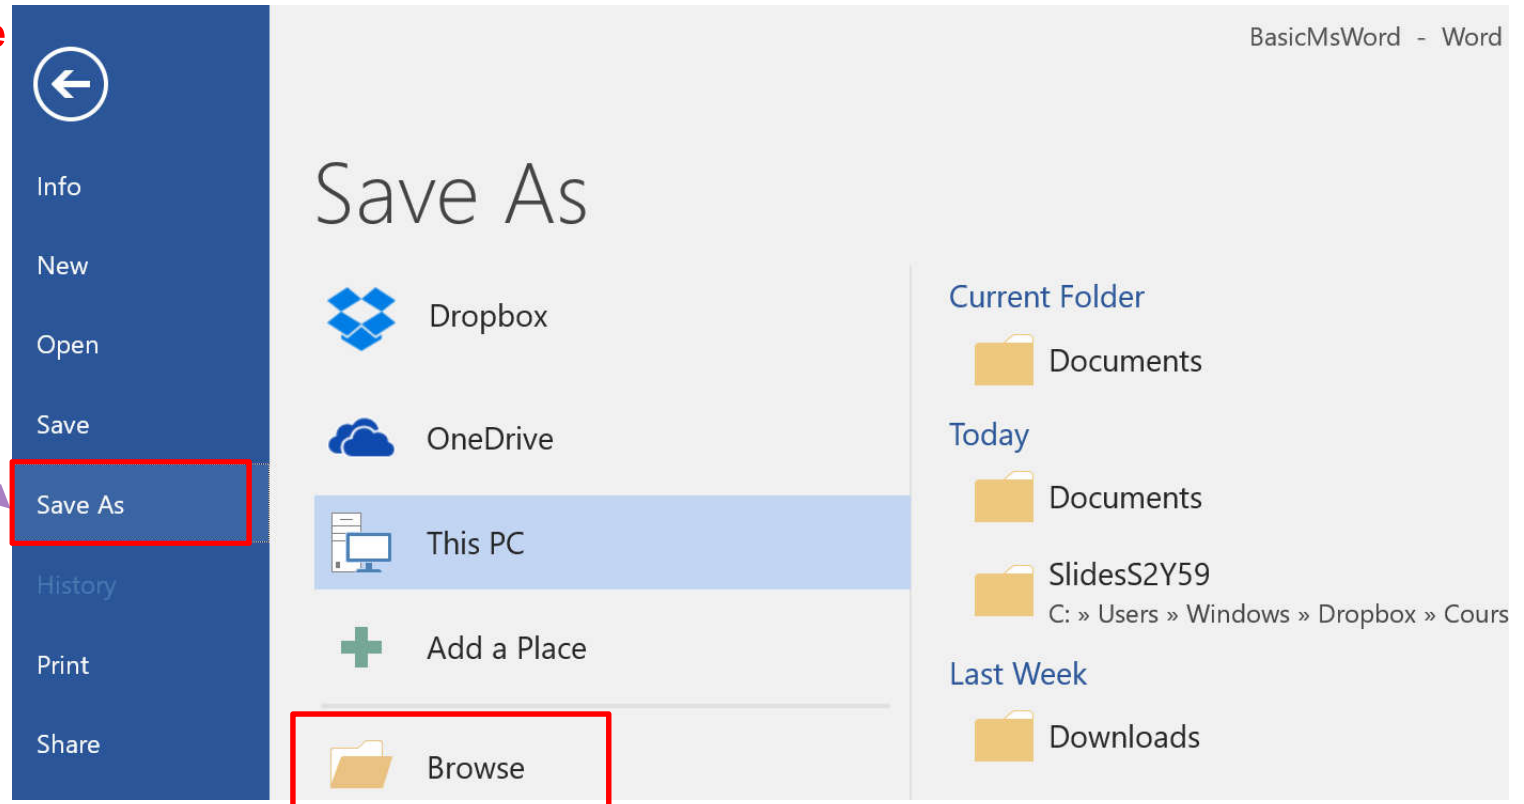 e
BasicMsWord - Word
Info
New
Open
Save
Save As
History
Print
Share
Save As
Dropbox
OneDrive
This PC
Add a Place
Browse
Current Folder
Documents
Today
Documents
SlidesS2Y59
C: » Users » Windows » Dropbox » Cours
Last Week
Downloads